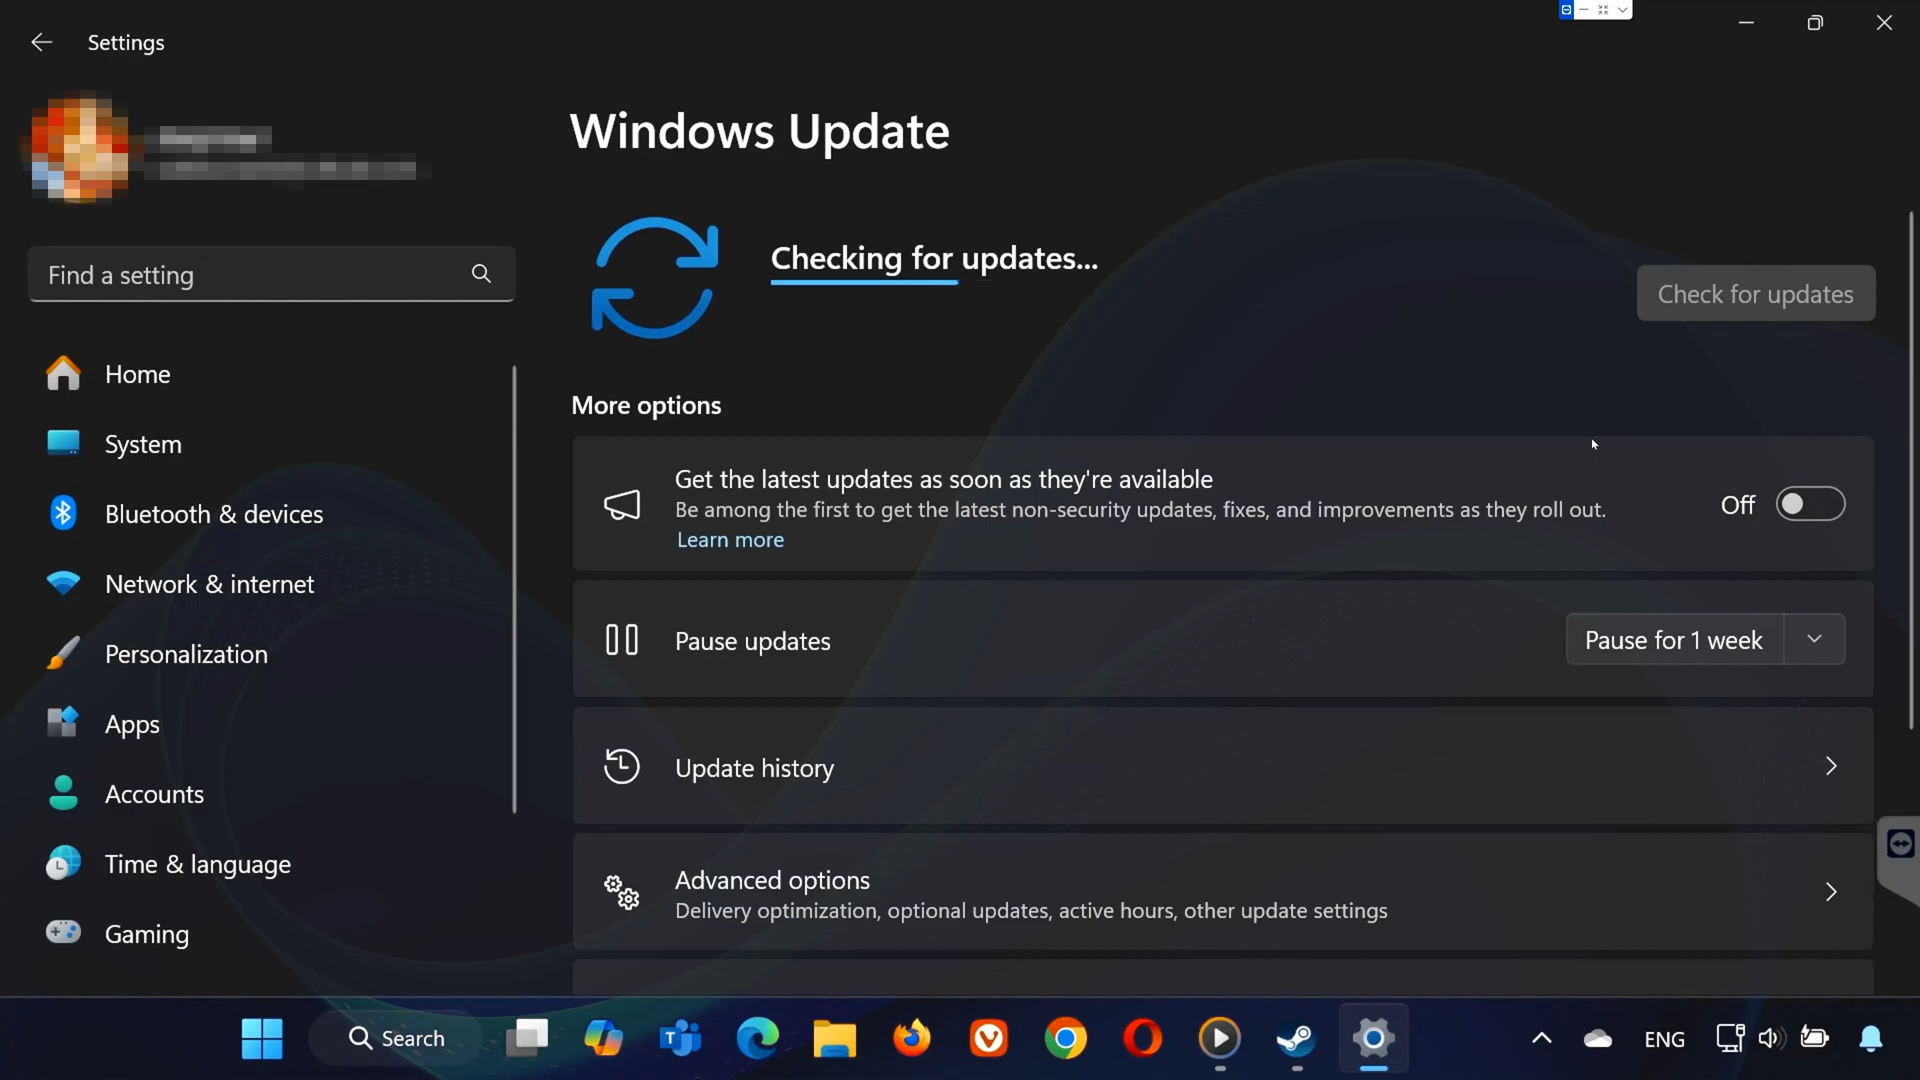 Settings
Windows Update
Checking for updates...
Check for updates
Find a setting
Home
System
Bluetooth & devices
Network & internet
Personalization
Apps
Accounts
Time & language
Gaming
More options
Get the latest updates as soon as they're available
Be among the first to get the latest non-security updates, fixes, and improvements as they roll out.
Learn more
Off
Pause updates
Pause for 1 week
Update history
Advanced options
Delivery optimization, optional updates, active hours, other update settings
Search
ENG